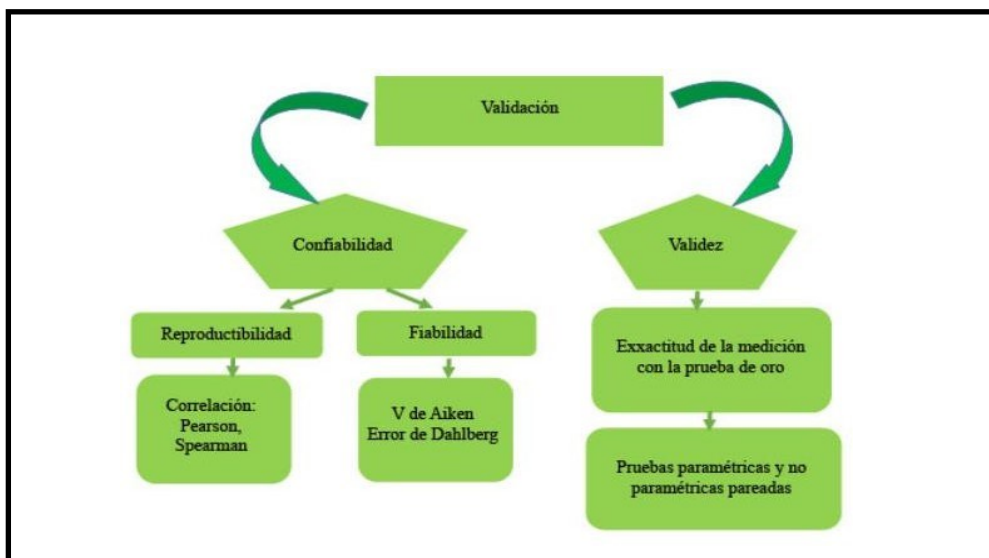 Validación
Confiabilidad
Validez
Reproductibilidad
Fiabilidad
Exxactitud de la medición
con la prueba de oro
Correlación:
Pearson,
Spearman
V de Aiken
Error de Dahlberg
Pruebas paramétricas y no
paramétricas pareadas